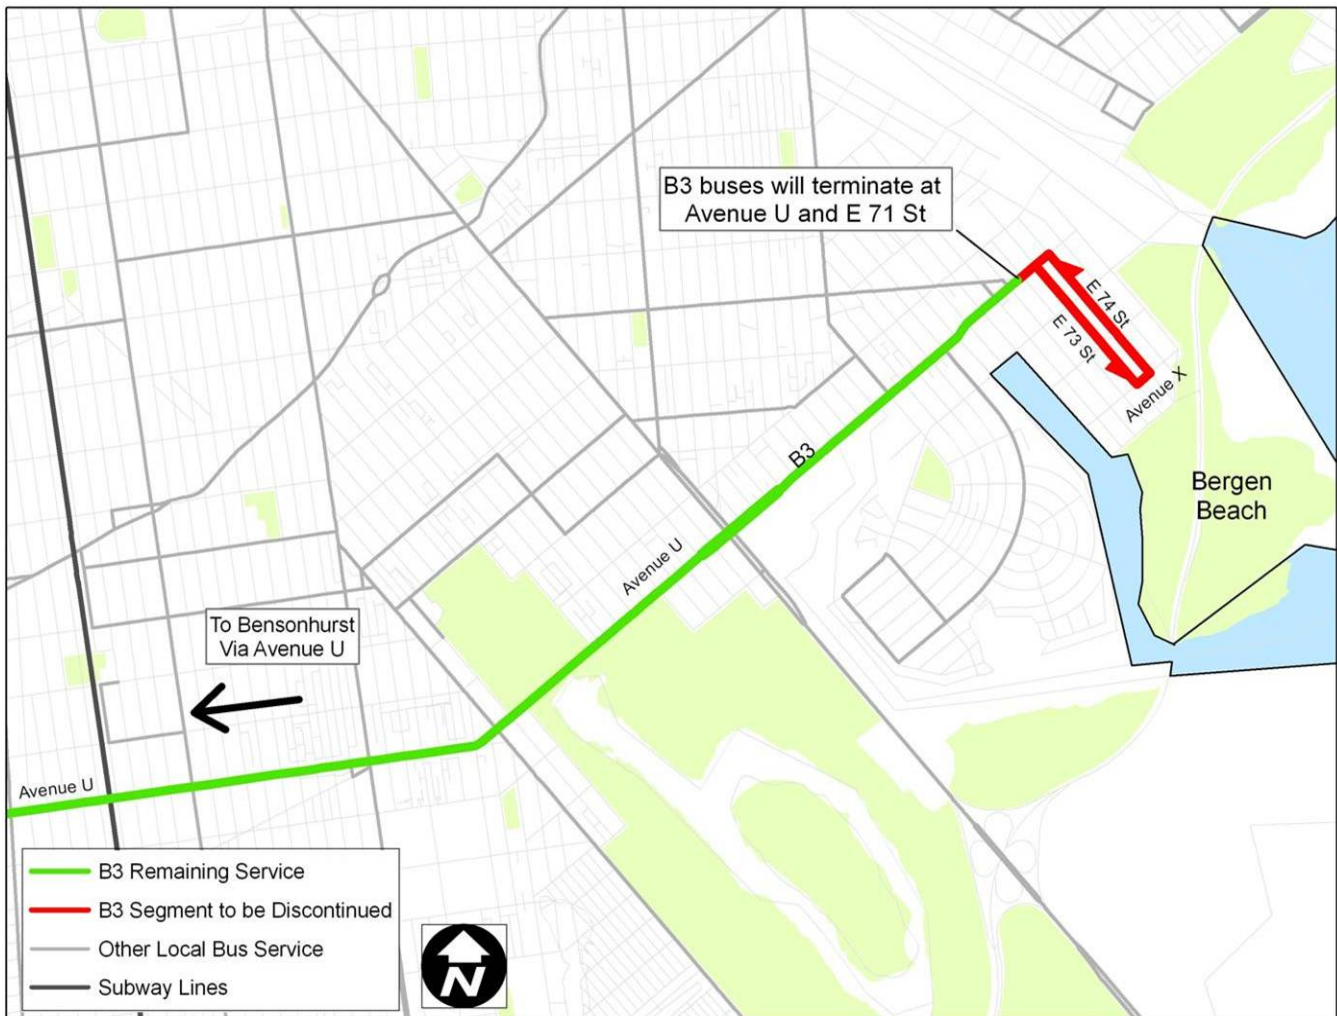 B3 buses will terminate at
Avenue U and E 71 St
E 74 St
E 73 St
Avenue X
B3
Bergen
Beach
Avenue U
To Bensonhurst
Via Avenue U
Avenue U
B3 Remaining Service
B3 Segment to be Discontinued
Other Local Bus Service
Subway Lines
N